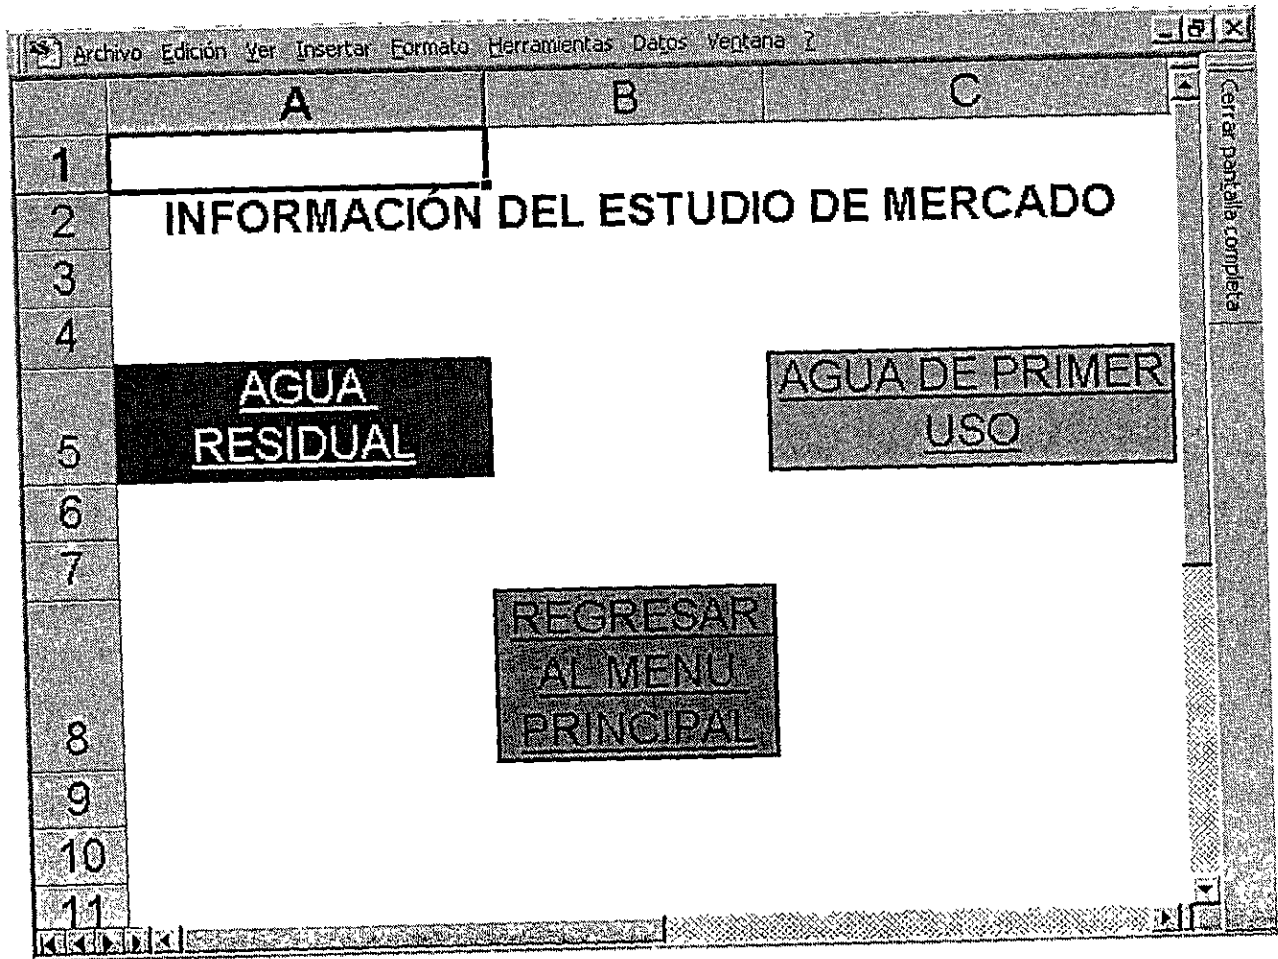 Archivo Edición Ver Insertar Formato Herramientas Datos Ventana ?
A B C
1
2 INFORMACIÓN DEL ESTUDIO DE MERCADO
3
4
AGUA
RESIDUAL
AGUA DE PRIMER
USO
5
6
7
REGRESAR
AL MENU
PRINCIPAL
8
9
10
11
Cerrar pantalla completa